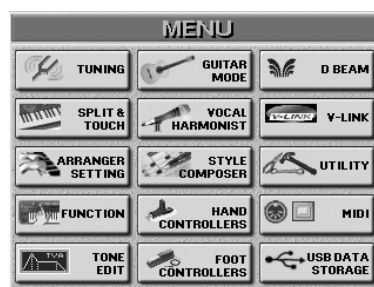 MENU
TUNING
GUITAR
MODE
D BEAM
SPLIT &
TOUCH
VOCAL
HARMONIST
V-LINK
V-LINK
ARRANGER
SETTING
STYLE
COMPOSER
UTILITY
FUNCTION
HAND
CONTROLLERS
MIDI
TVA
TONE
EDIT
FOOT
CONTROLLERS
USB DATA
STORAGE